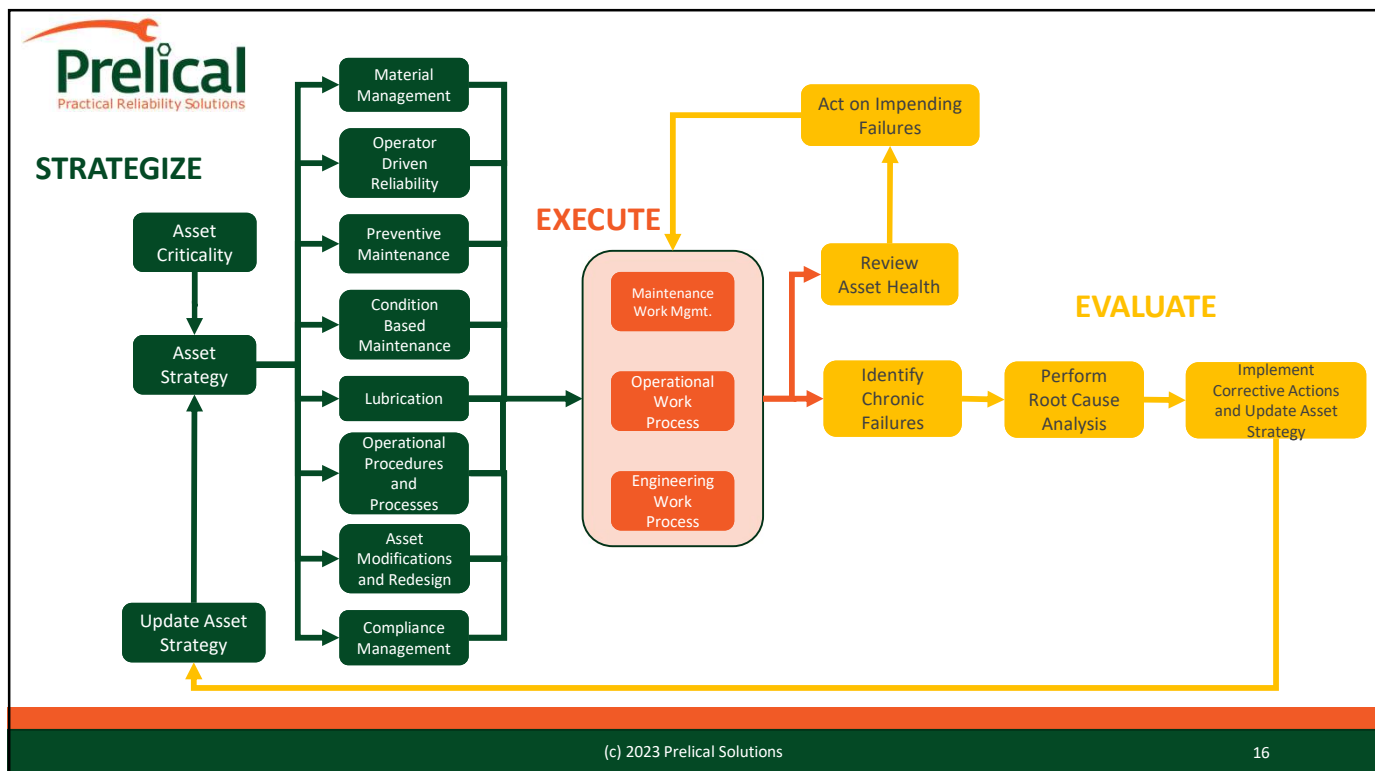 Prelical
Practical Reliability Solutions
STRATEGIZE
Asset
Criticality
Asset
Strategy
Update Asset
Strategy
Material
Management
Operator
Driven
Reliability
Preventive
Maintenance
Condition
Based
Maintenance
Lubrication
Operational
Procedures
and
Processes
Asset
Modifications
and Redesign
Compliance
Management
EXECUTE
Maintenance
Work Mgmt.
Operational
Work
Process
Engineering
Work
Process
Act on Impending
Failures
Review
Asset Health
EVALUATE
Identify
Chronic
Failures
Perform
Root Cause
Analysis
Implement
Corrective Actions
and Update Asset
Strategy
(c) 2023 Prelical Solutions
16